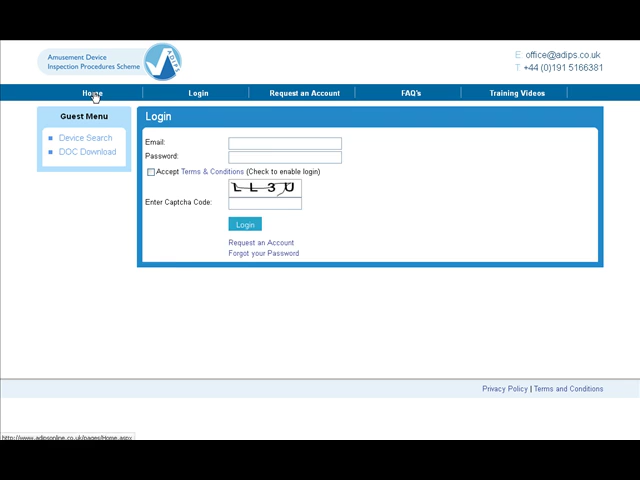 Amusement Device
Inspection Procedures Scheme
ADIPS
E: office@adips.co.uk
T: +44 (0)191 5166381
Home
Login
Request an Account
FAQ's
Training Videos
Guest Menu
Device Search
DOC Download
Login
Email:
Password:
Accept Terms & Conditions (Check to enable login)
LL3U
Enter Captcha Code:
Login
Request an Account
Forgot your Password
Privacy Policy | Terms and Conditions
http://www.adipsonline.co.uk/pages/Home.aspx